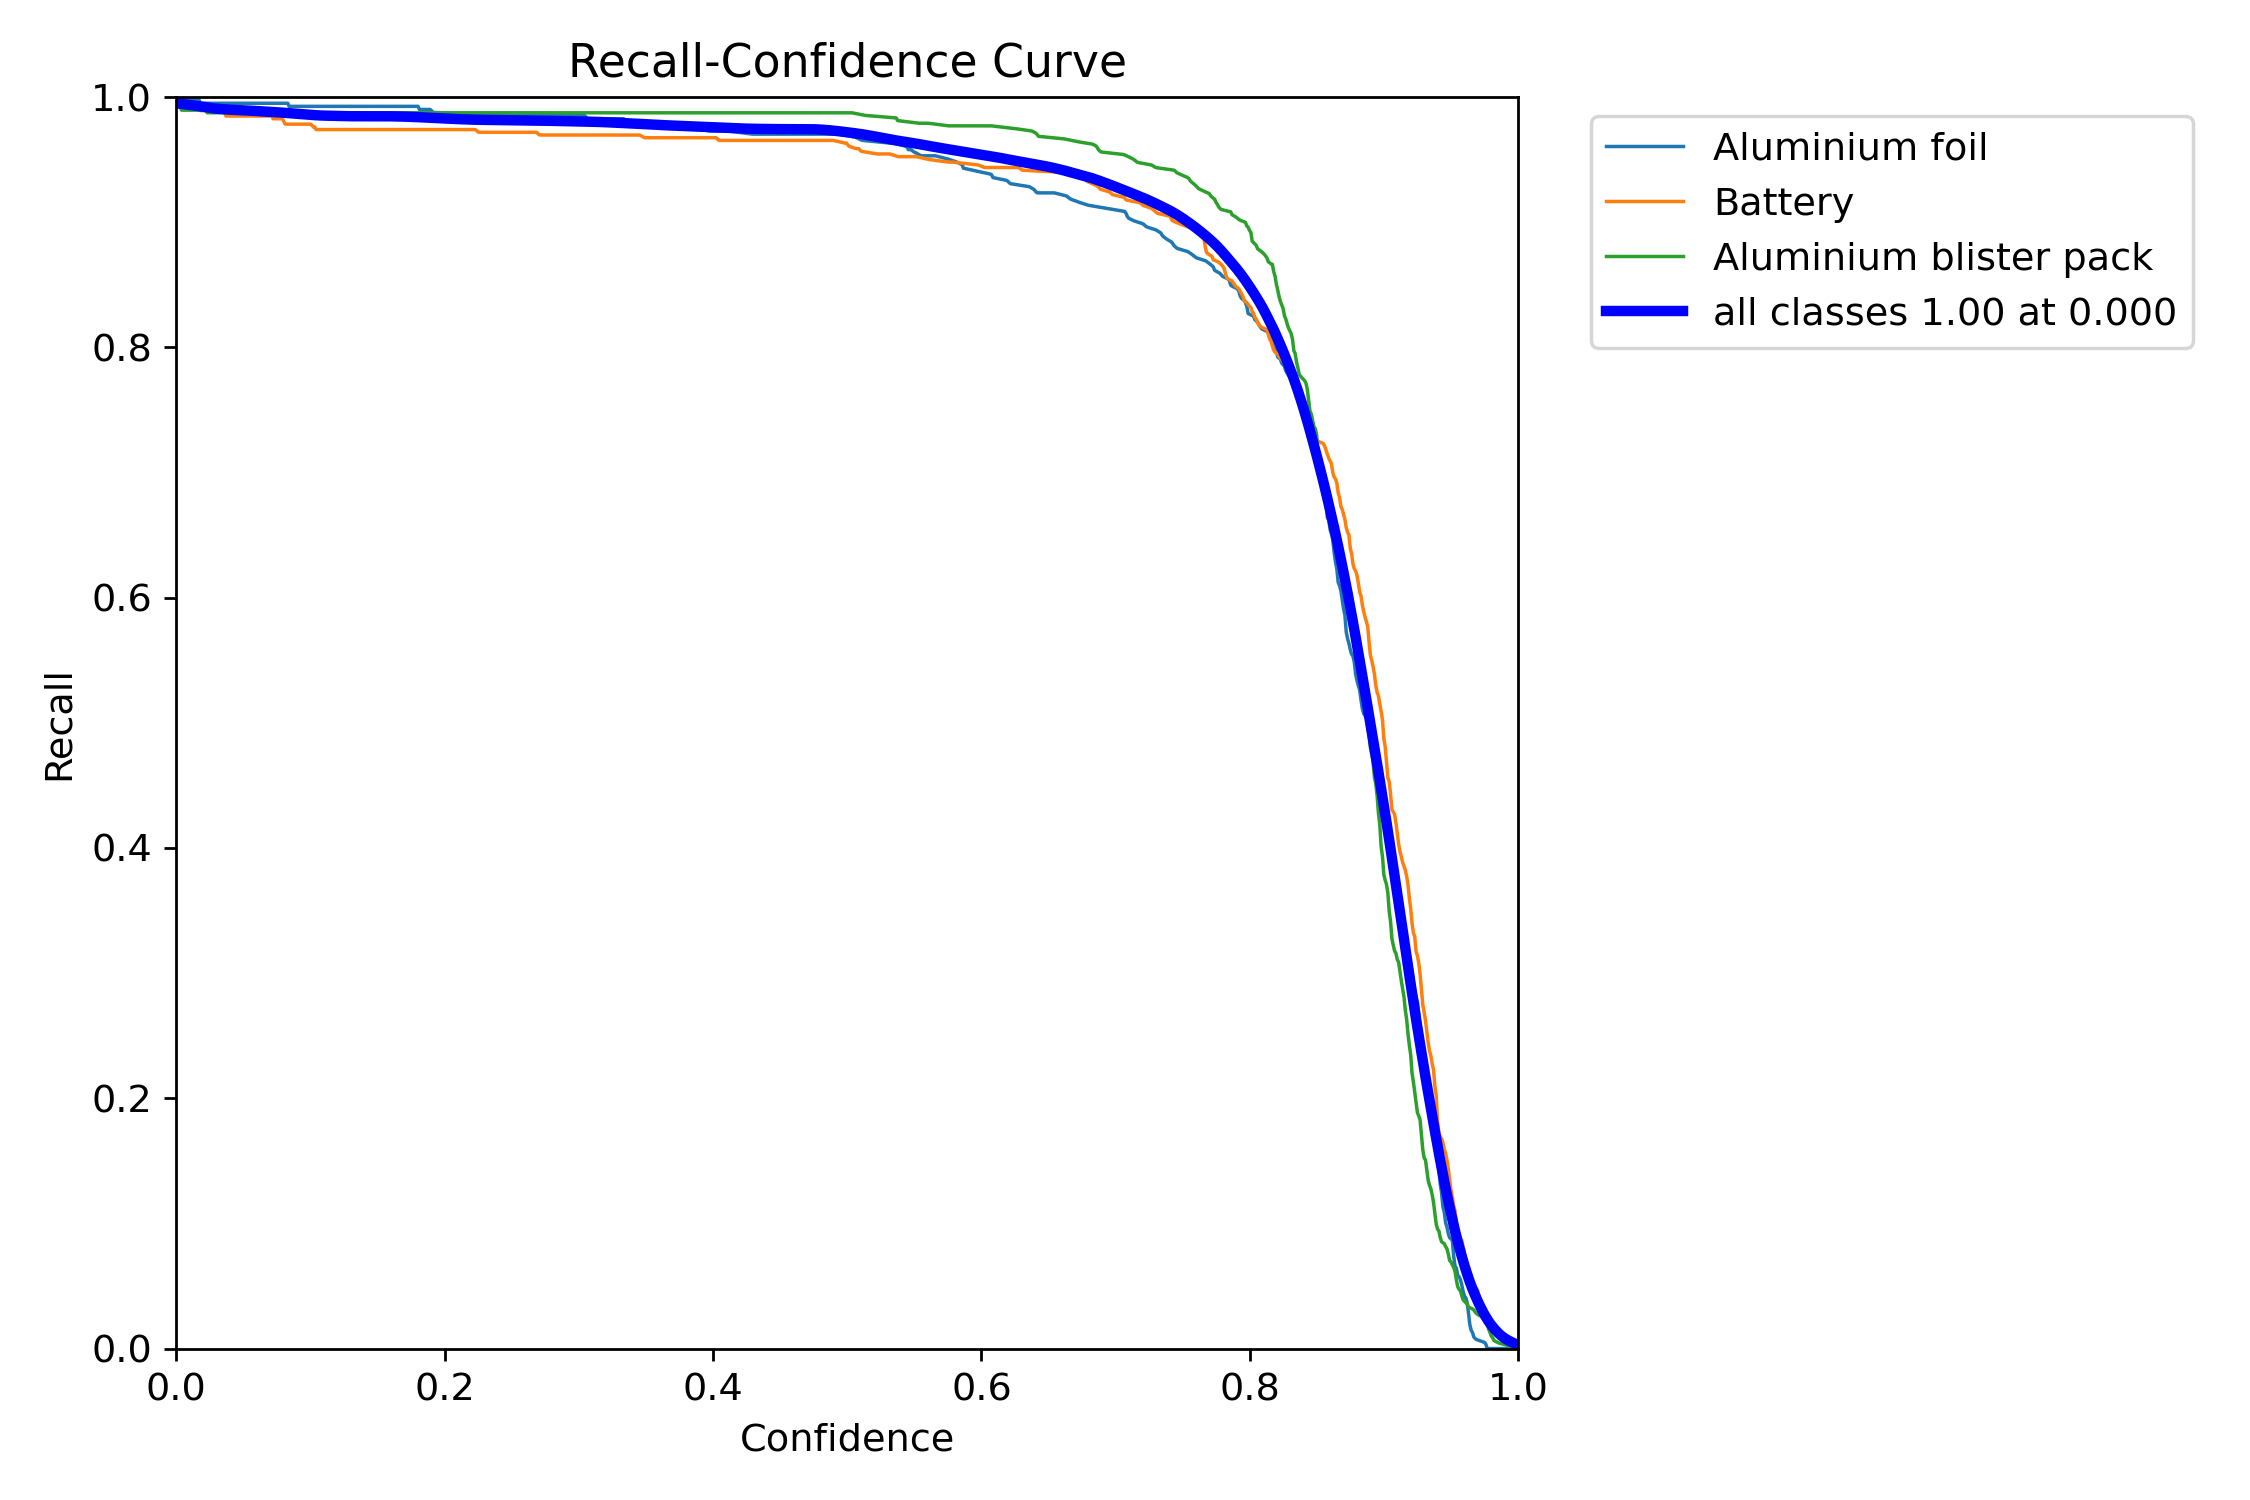 Recall-Confidence Curve
1.0
0.8
0.6
0.4
0.2
0.0
Recall
0.0 0.2 0.4 0.6 0.8 1.0
Confidence
Aluminium foil
Battery
Aluminium blister pack
all classes 1.00 at 0.000